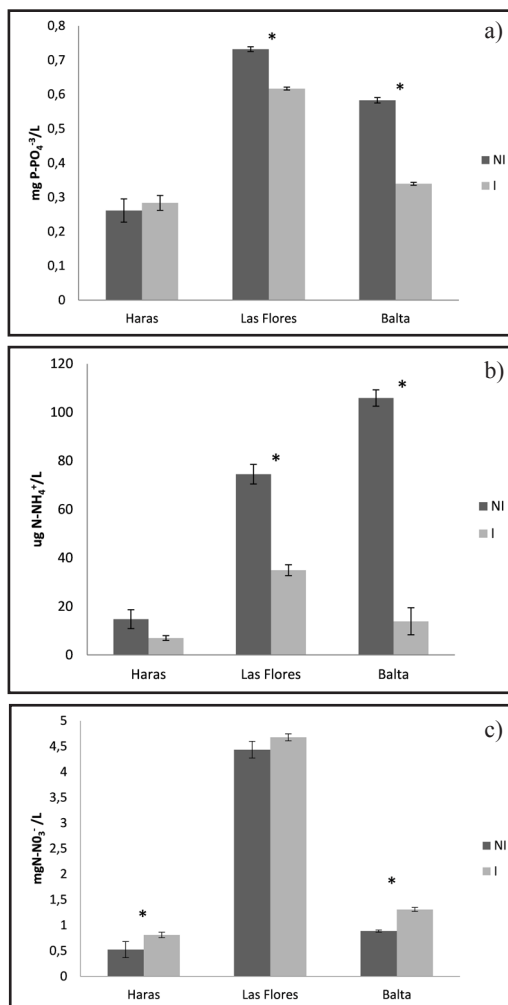 a)
0,8
0,7
0,6
0,5
0,4
0,3
0,2
0,1
0
mg P-PO₄⁻³/L
*
*
NI
I
Haras Las Flores Balta
b)
120
100
80
60
40
20
0
ug N-NH₄⁺/L
*
*
NI
I
Haras Las Flores Balta
c)
5
4,5
4
3,5
3
2,5
2
1,5
1
0,5
0
mgN-N0₃⁻ /L
*
*
NI
I
Haras Las Flores Balta